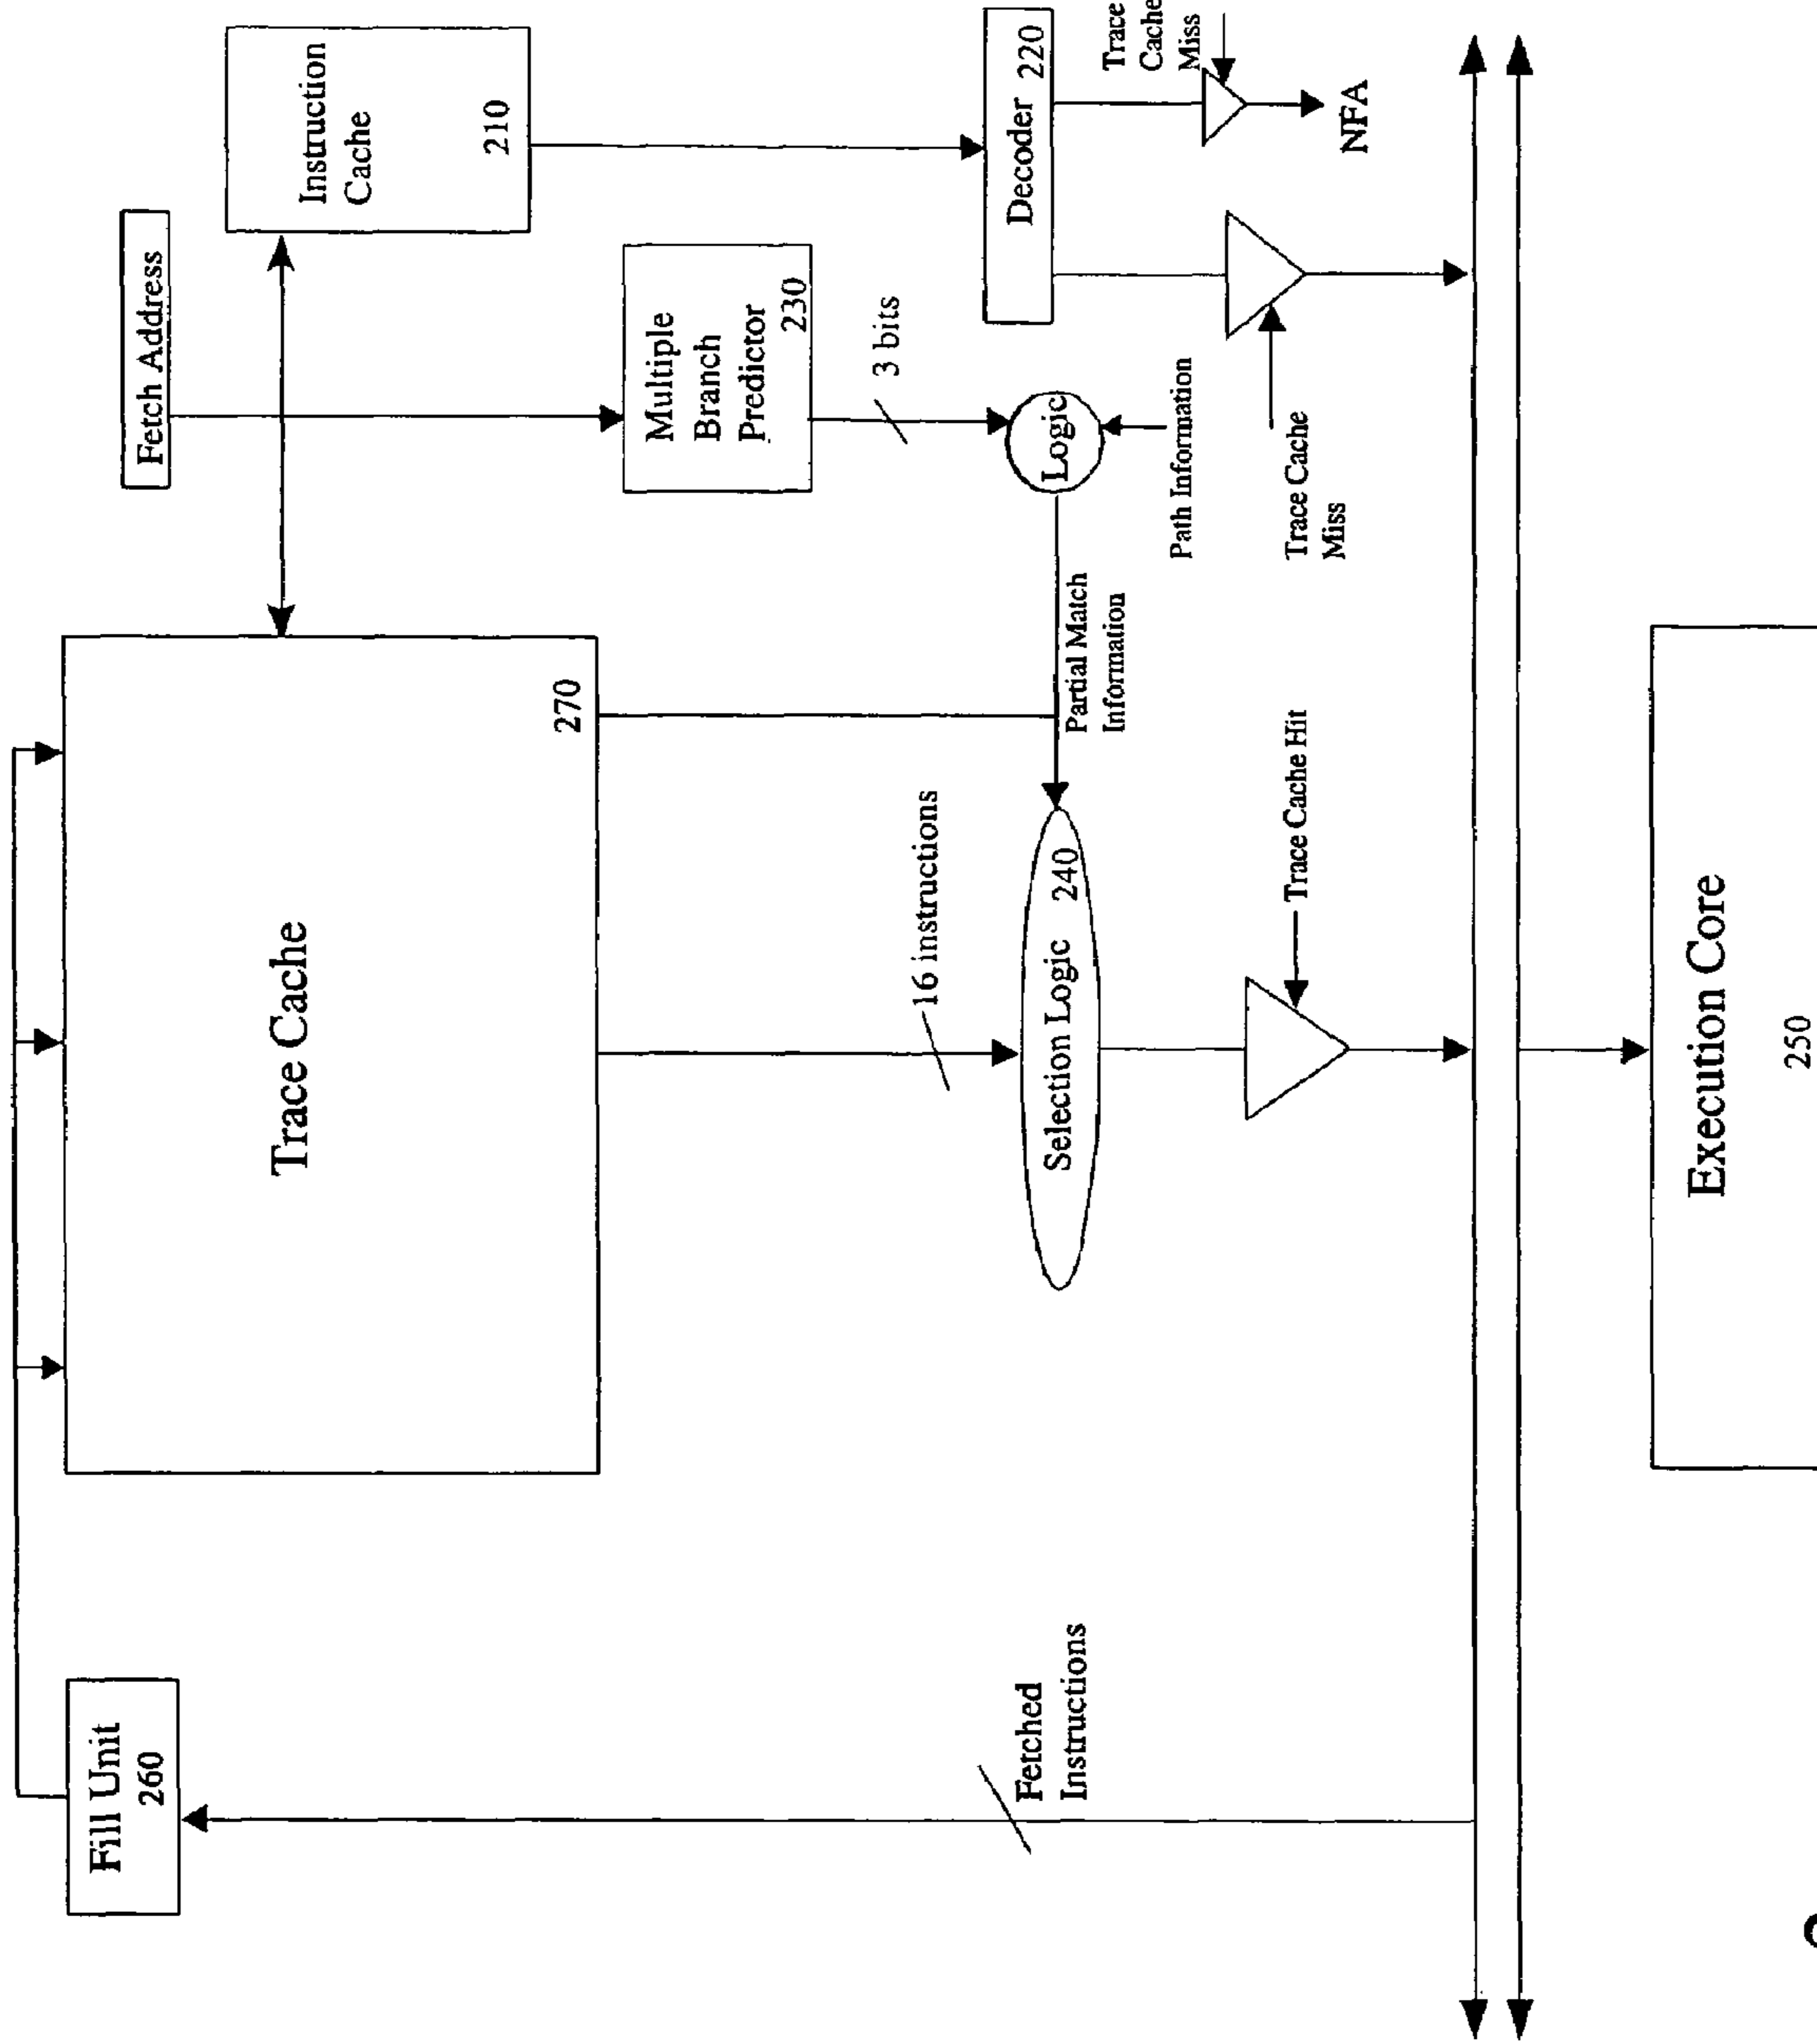 Fill Unit
260
Fetched
Instructions
Trace Cache
270
16 instructions
Selection Logic 240
Trace Cache Hit
Execution Core
250
Partial Match
Information
Fetch Address
Multiple
Branch
Predictor
230
3 bits
Logic
Path Information
Trace Cache
Miss
Instruction
Cache
210
Decoder 220
Trace
Cache
Miss
NFA